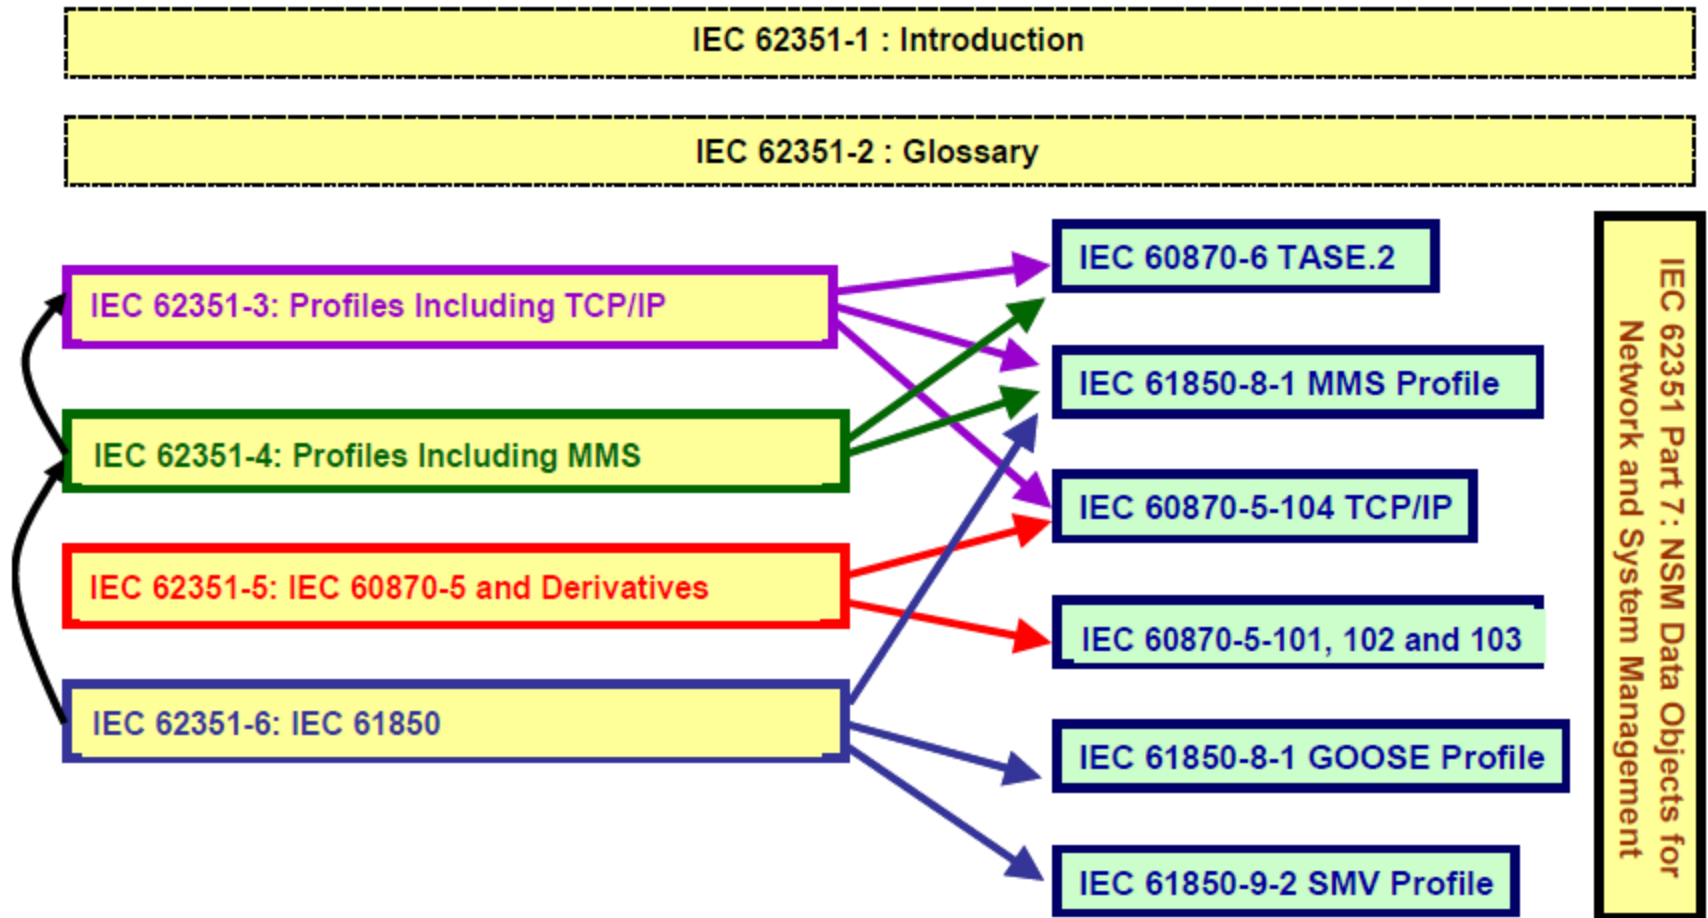 IEC 62351-1 : Introduction
IEC 62351-2 : Glossary
IEC 62351-3: Profiles Including TCP/IP
IEC 62351-4: Profiles Including MMS
IEC 62351-5: IEC 60870-5 and Derivatives
IEC 62351-6: IEC 61850
IEC 60870-6 TASE.2
IEC 61850-8-1 MMS Profile
IEC 60870-5-104 TCP/IP
IEC 60870-5-101, 102 and 103
IEC 61850-8-1 GOOSE Profile
IEC 61850-9-2 SMV Profile
IEC 62351 Part 7: NSM Data Objects for
Network and System Management